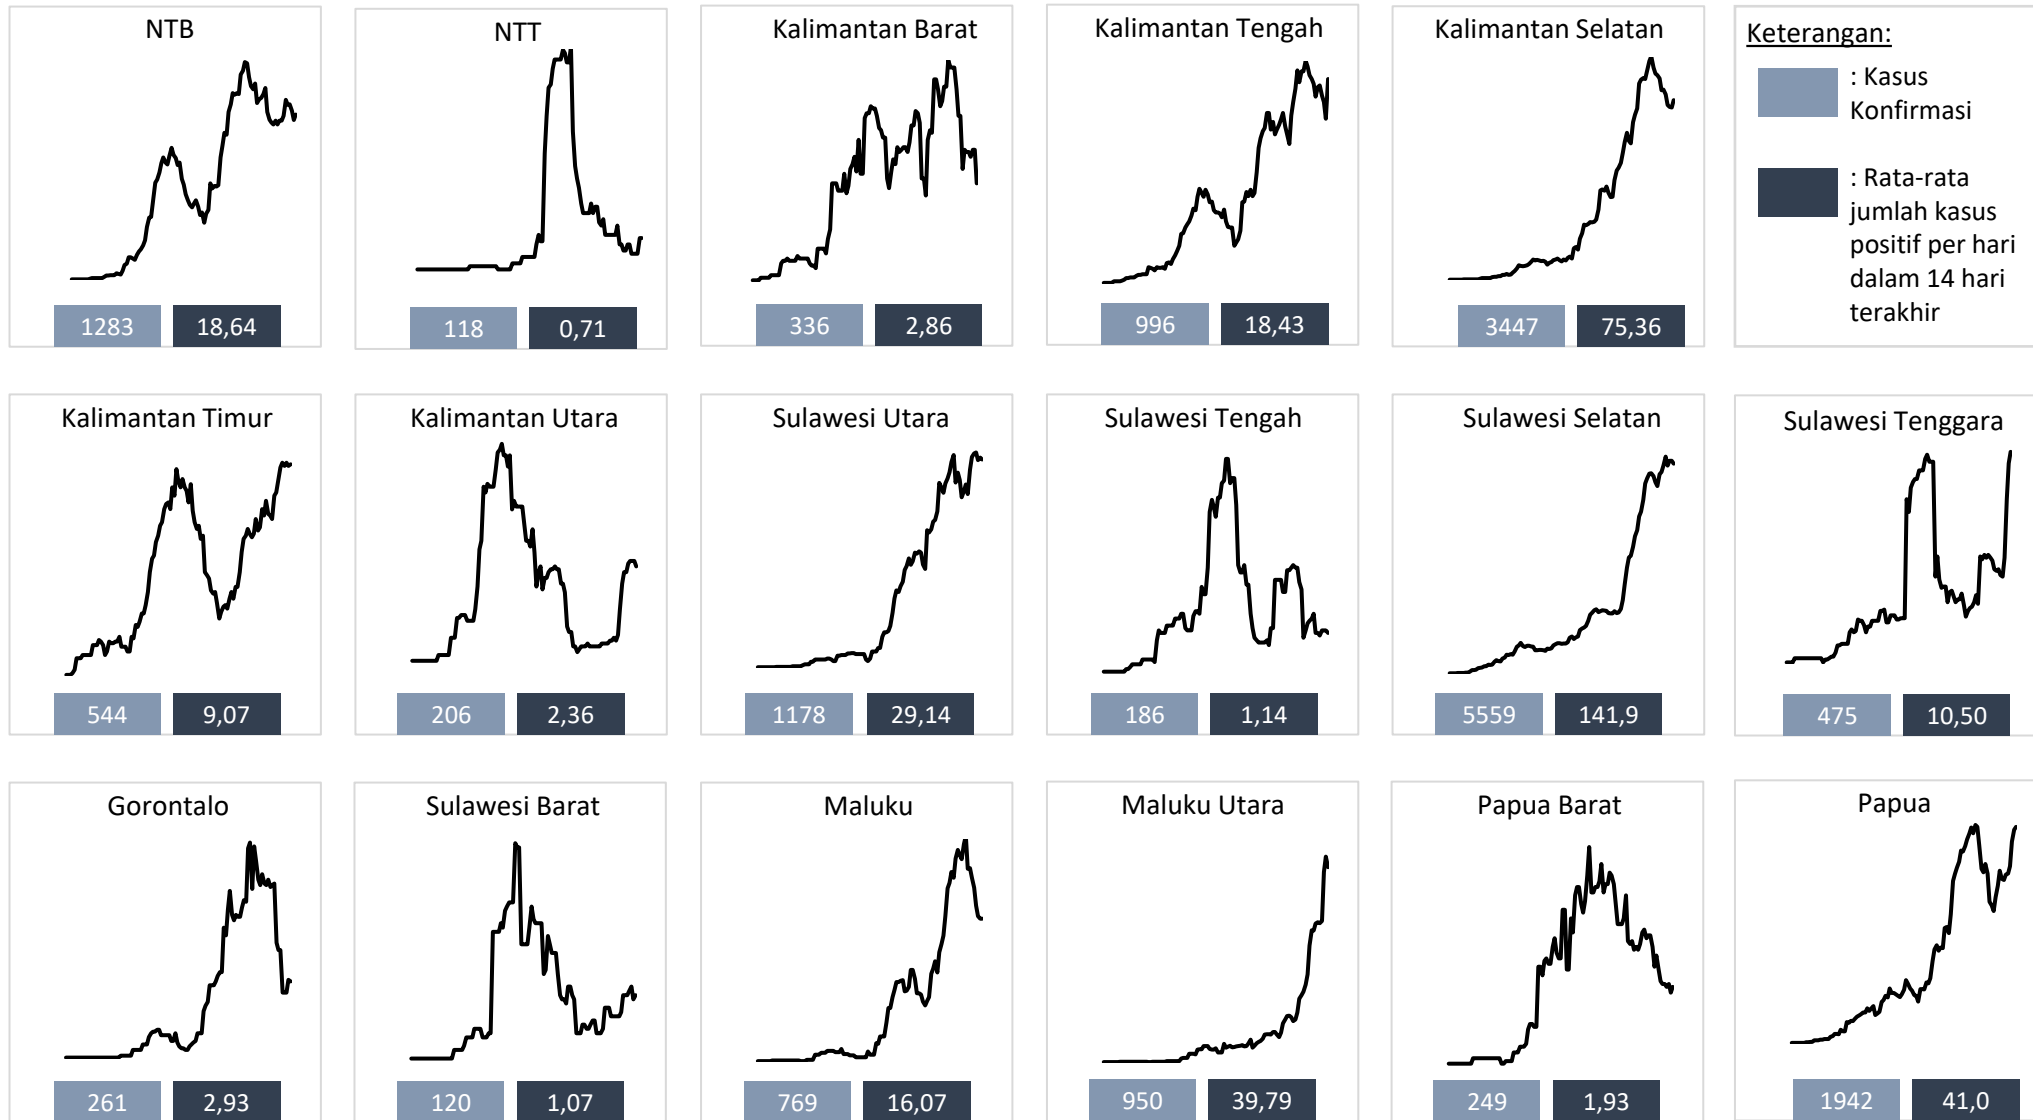 NTB
1283 18,64
NTT
118 0,71
Kalimantan Barat
336 2,86
Kalimantan Tengah
996 18,43
Kalimantan Selatan
3447 75,36
Keterangan:
: Kasus
Konfirmasi
: Rata-rata
jumlah kasus
positif per hari
dalam 14 hari
terakhir
Kalimantan Timur
544 9,07
Kalimantan Utara
206 2,36
Sulawesi Utara
1178 29,14
Sulawesi Tengah
186 1,14
Sulawesi Selatan
5559 141,9
Sulawesi Tenggara
475 10,50
Gorontalo
261 2,93
Sulawesi Barat
120 1,07
Maluku
769 16,07
Maluku Utara
950 39,79
Papua Barat
249 1,93
Papua
1942 41,0